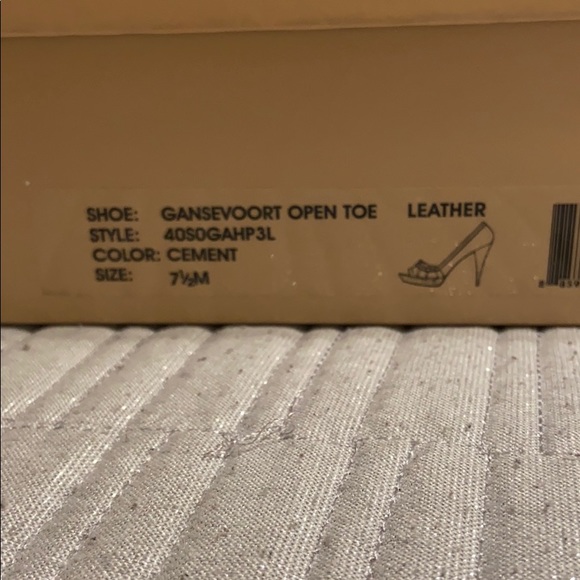 SHOE: GANSEVOORT OPEN TOE LEATHER
STYLE: 40S0GAHP3L
COLOR: CEMENT
SIZE: 7½M